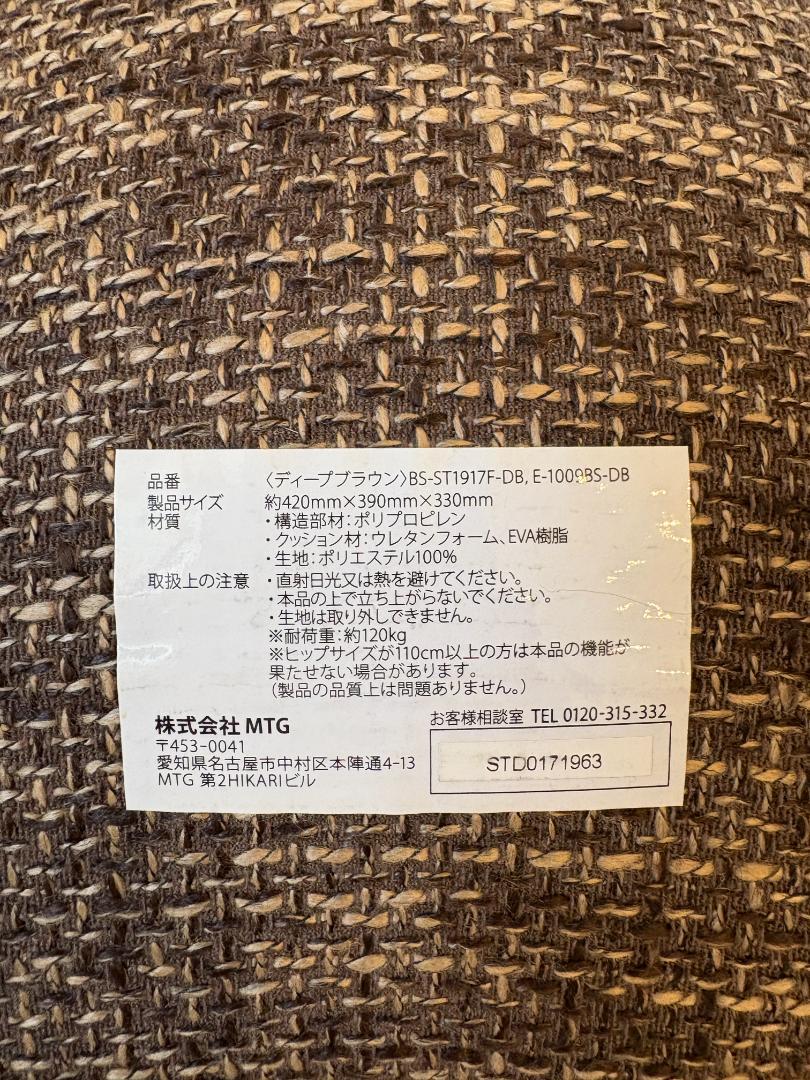 品番 〈ディープブラウン〉BS-ST1917F-DB, E-1009BS-DB
製品サイズ 約420mm×390mm×330mm
材質 ・構造部材：ポリプロピレン
・クッション材：ウレタンフォーム、EVA樹脂
・生地：ポリエステル100%
取扱上の注意 ・直射日光又は熱を避けてください。
・本品の上で立ち上がらないでください。
・生地は取り外しできません。
※耐荷重：約120kg
※ヒップサイズが110cm以上の方は本品の機能が
果たせない場合があります。
（製品の品質上は問題ありません。）
株式会社 MTG
〒453-0041
愛知県名古屋市中村区本陣通4-13
MTG 第2HIKARIビル
お客様相談室 TEL 0120-315-332
STD0171963